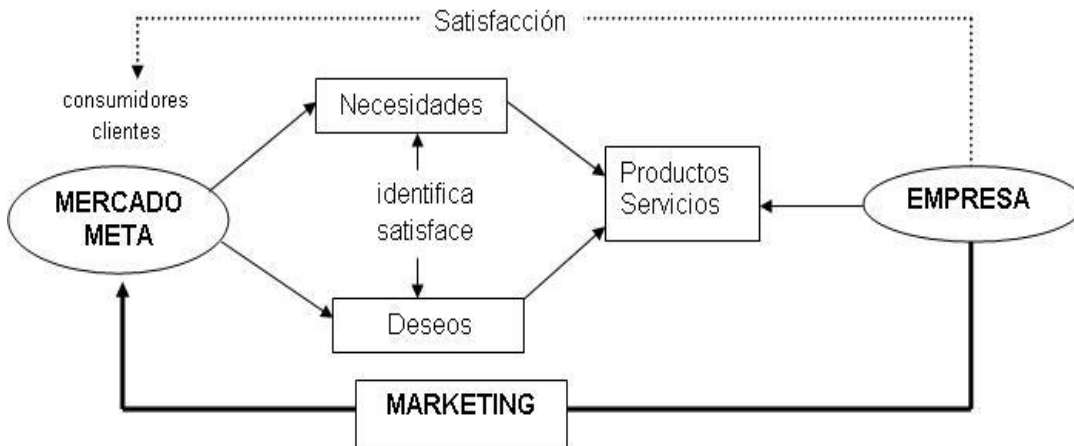 Satisfacción
consumidores
clientes
Necesidades
MERCADO
META
identifica
satisface
Productos
Servicios
EMPRESA
Deseos
MARKETING